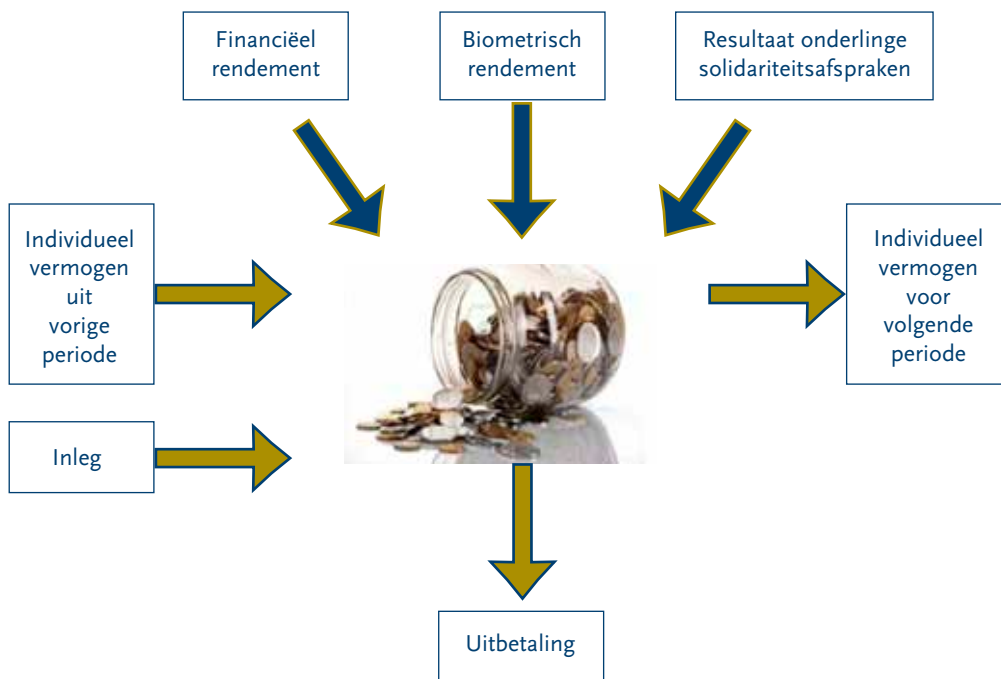 Financiëel
rendement
Biometrisch
rendement
Resultaat onderlinge
solidariteitsafspraken
Individueel
vermogen
uit
vorige
periode
Individueel
vermogen
voor
volgende
periode
Inleg
Uitbetaling